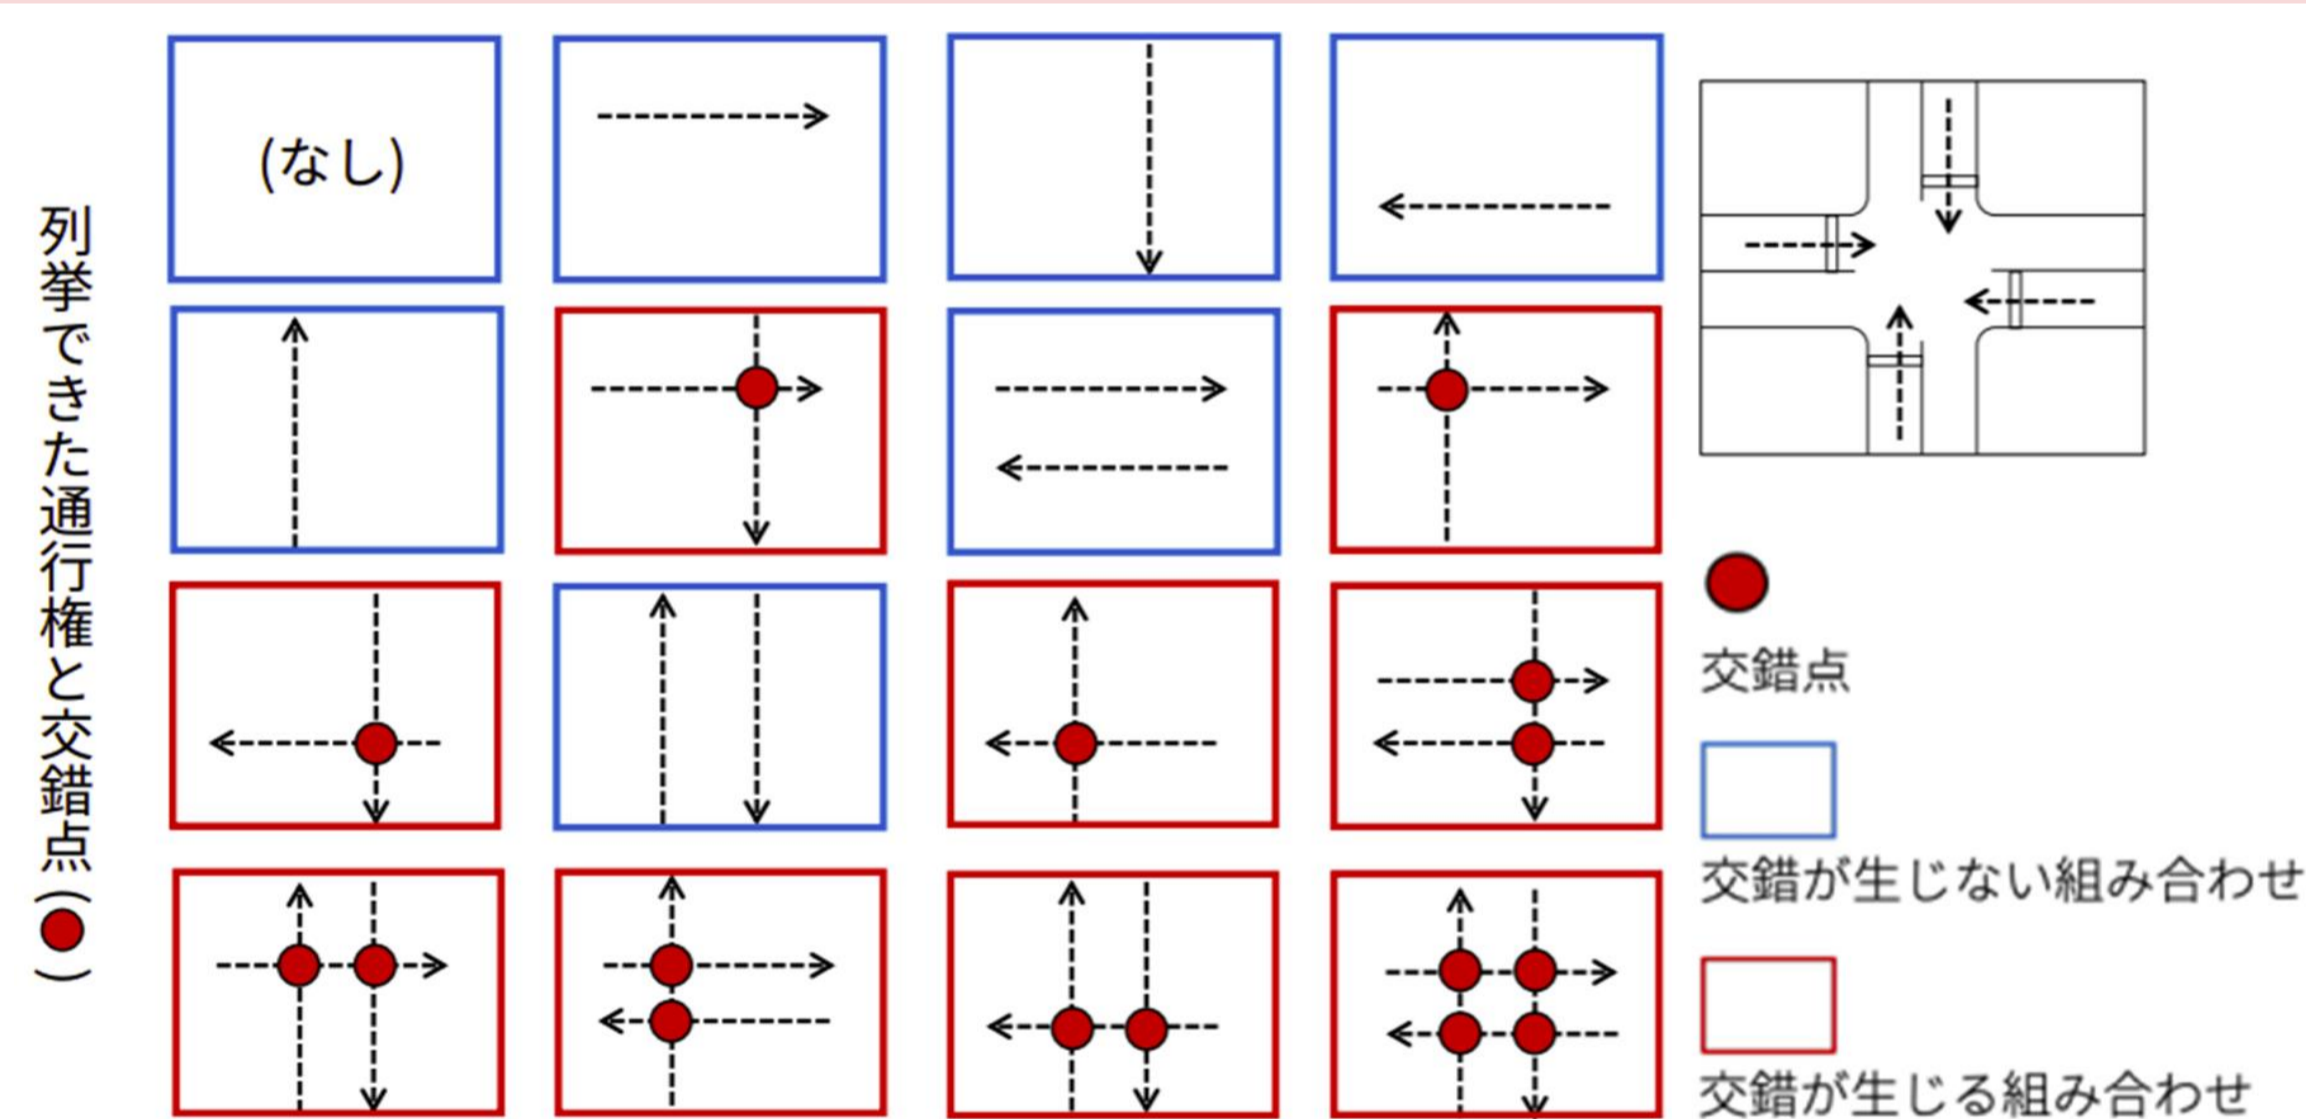 列挙できた通行権と交錯点(●)
(なし)
交錯点
交錯が生じない組み合わせ
交錯が生じる組み合わせ